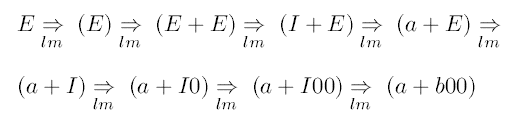 E ⇒lm (E) ⇒lm (E + E) ⇒lm (I + E) ⇒lm (a + E) ⇒lm
(a + I) ⇒lm (a + I0) ⇒lm (a + I00) ⇒lm (a + b00)